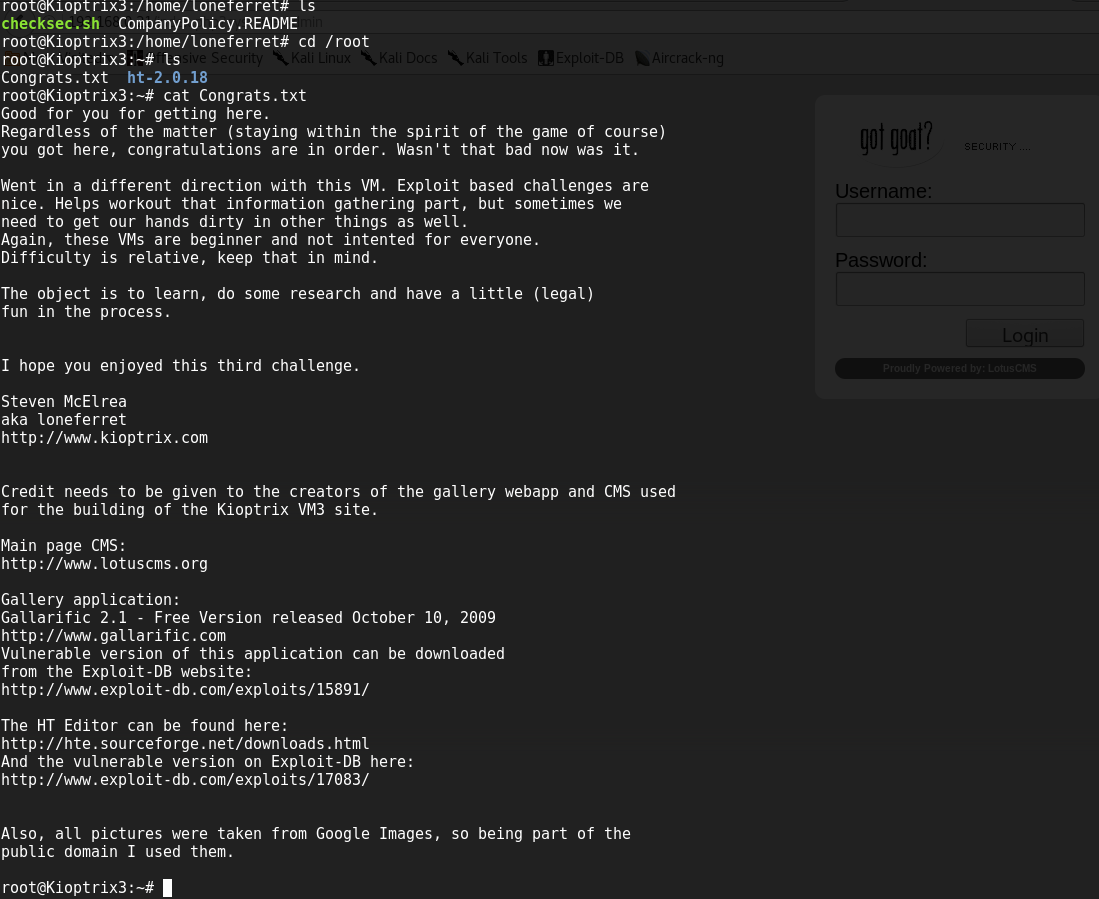 root@Kioptrix3:/home/loneferret# ls
checksec.sh  CompanyPolicy.README
root@Kioptrix3:/home/loneferret# cd /root
root@Kioptrix3:~# ls
Congrats.txt  ht-2.0.18
root@Kioptrix3:~# cat Congrats.txt
Good for you for getting here.
Regardless of the matter (staying within the spirit of the game of course)
you got here, congratulations are in order. Wasn't that bad now was it.
Went in a different direction with this VM. Exploit based challenges are
nice. Helps workout that information gathering part, but sometimes we
need to get our hands dirty in other things as well.
Again, these VMs are beginner and not intented for everyone.
Difficulty is relative, keep that in mind.
The object is to learn, do some research and have a little (legal)
fun in the process.
I hope you enjoyed this third challenge.
Steven McElrea
aka loneferret
http://www.kioptrix.com
Credit needs to be given to the creators of the gallery webapp and CMS used
for the building of the Kioptrix VM3 site.
Main page CMS:
http://www.lotuscms.org
Gallery application:
Gallarific 2.1 - Free Version released October 10, 2009
http://www.gallarific.com
Vulnerable version of this application can be downloaded
from the Exploit-DB website:
http://www.exploit-db.com/exploits/15891/
The HT Editor can be found here:
http://hte.sourceforge.net/downloads.html
And the vulnerable version on Exploit-DB here:
http://www.exploit-db.com/exploits/17083/
Also, all pictures were taken from Google Images, so being part of the
public domain I used them.
root@Kioptrix3:~#
Security Kali Linux Kali Docs Kali Tools Exploit-DB Aircrack-ng
got goat? SECURITY ....
Username:
Password:
Login
Proudly Powered by: LotusCMS